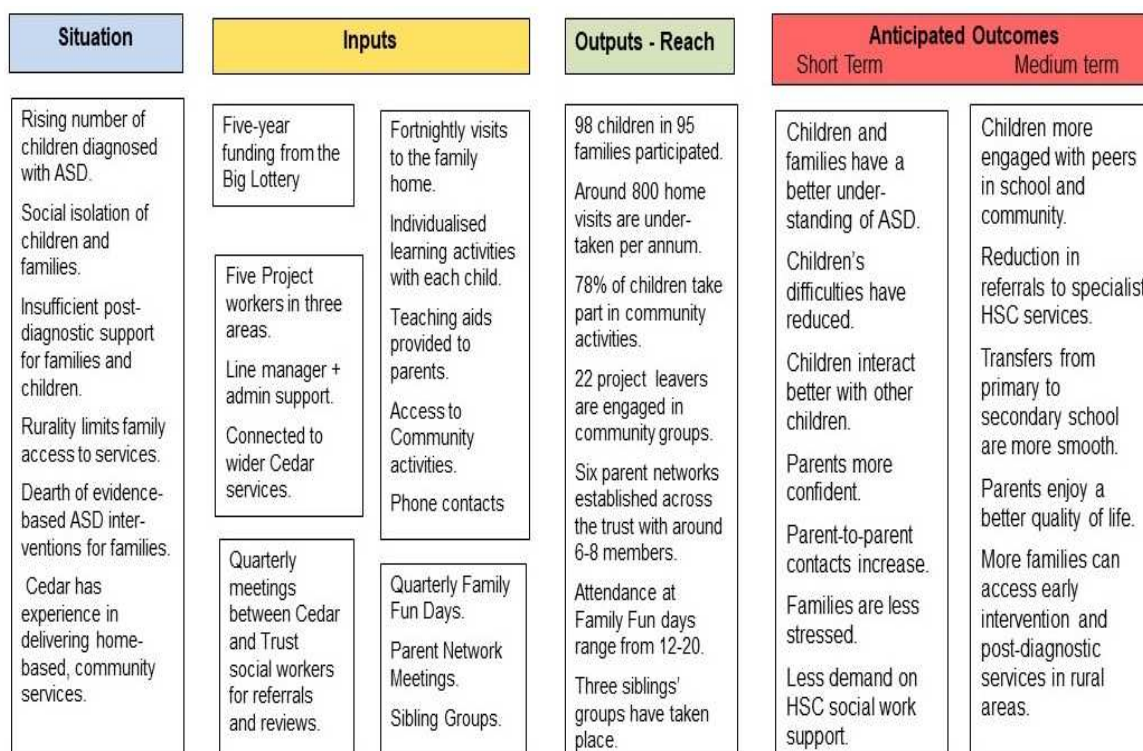 Situation
Rising number of
children diagnosed
with ASD.
Social isolation of
children and
families.
Insufficient post-
diagnostic support
for families and
children.
Rurality limits family
access to services.
Dearth of evidence-
based ASD inter-
ventions for families.
Cedar has
experience in
delivering home-
based, community
services.
Inputs
Five-year
funding from the
Big Lottery
Five Project
workers in three
areas.
Line manager +
admin support.
Connected to
wider Cedar
services.
Quarterly
meetings
between Cedar
and Trust
social workers
for referrals
and reviews.
Fortnightly visits
to the family
home.
Individualised
learning activities
with each child.
Teaching aids
provided to
parents.
Access to
Community
activities.
Phone contacts
Quarterly Family
Fun Days.
Parent Network
Meetings.
Sibling Groups.
Outputs - Reach
98 children in 95
families participated.
Around 800 home
visits are under-
taken per annum.
78% of children take
part in community
activities.
22 project leavers
are engaged in
community groups.
Six parent networks
established across
the trust with around
6-8 members.
Attendance at
Family Fun days
range from 12-20.
Three siblings'
groups have taken
place.
Anticipated Outcomes
Short Term
Medium term
Children and
families have a
better under-
standing of ASD.
Children's
difficulties have
reduced.
Children interact
better with other
children.
Parents more
confident.
Parent-to-parent
contacts increase.
Families are less
stressed.
Less demand on
HSC social work
support.
Children more
engaged with peers
in school and
community.
Reduction in
referrals to specialist
HSC services.
Transfers from
primary to
secondary school
are more smooth.
Parents enjoy a
better quality of life.
More families can
access early
intervention and
post-diagnostic
services in rural
areas.